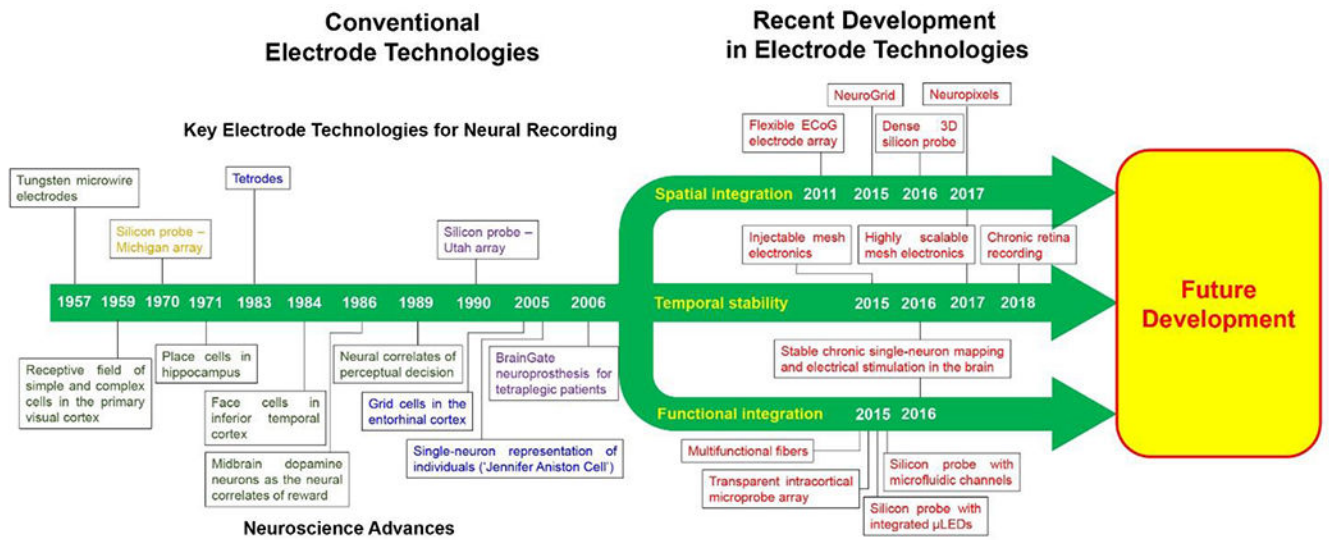 Conventional
Electrode Technologies
Recent Development
in Electrode Technologies
Key Electrode Technologies for Neural Recording
Tungsten microwire
electrodes
Silicon probe –
Michigan array
Tetrodes
Silicon probe –
Utah array
1957 1959 1970 1971 1983 1984 1986 1989 1990 2005 2006
Receptive field of
simple and complex
cells in the primary
visual cortex
Place cells in
hippocampus
Face cells in
inferior temporal
cortex
Midbrain dopamine
neurons as the neural
correlates of reward
Neural correlates of
perceptual decision
Grid cells in the
entorhinal cortex
Single-neuron representation of
individuals (‘Jennifer Aniston Cell’)
BrainGate
neuroprosthesis for
tetraplegic patients
Neuroscience Advances
Flexible ECoG
electrode array
NeuroGrid
Dense 3D
silicon probe
Neuropixels
Spatial integration 2011 2015 2016 2017
Injectable mesh
electronics
Highly scalable
mesh electronics
Chronic retina
recording
Temporal stability 2015 2016 2017 2018
Stable chronic single-neuron mapping
and electrical stimulation in the brain
Functional integration 2015 2016
Multifunctional fibers
Transparent intracortical
microprobe array
Silicon probe with
integrated µLEDs
Silicon probe with
microfluidic channels
Future
Development